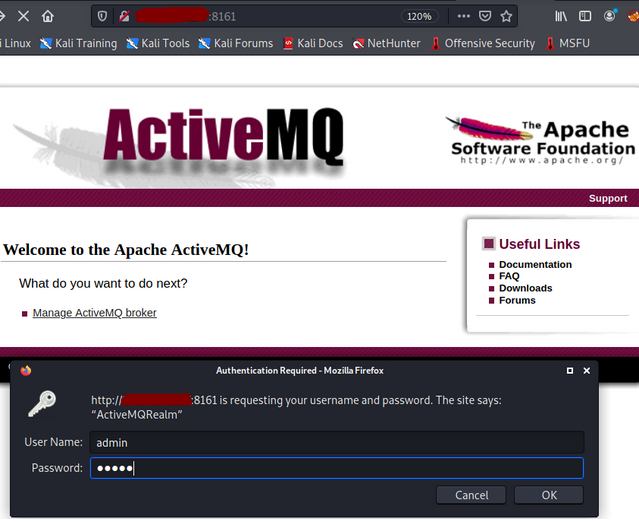 :8161
120%
i Linux
Kali Training
Kali Tools
Kali Forums
Kali Docs
NetHunter
Offensive Security
MSFU
ActiveMQ
The Apache
Software Foundation
http://www.apache.org/
Support
Welcome to the Apache ActiveMQ!
What do you want to do next?
Manage ActiveMQ broker
Useful Links
Documentation
FAQ
Downloads
Forums
Authentication Required - Mozilla Firefox
http:// :8161 is requesting your username and password. The site says:
“ActiveMQRealm”
User Name: admin
Password: ●●●●●
Cancel
OK